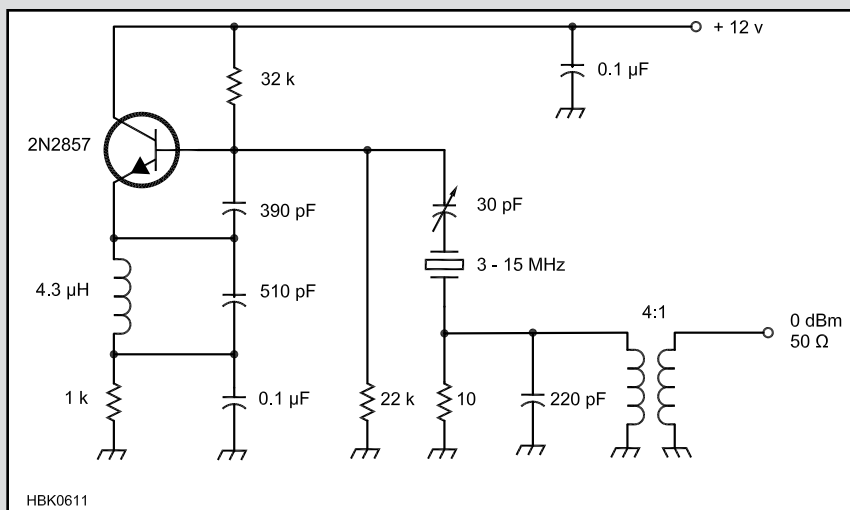 + 12 v
0.1 µF
32 k
2N2857
390 pF
30 pF
3 - 15 MHz
4.3 µH
510 pF
4:1
0 dBm
50 Ω
1 k
0.1 µF
22 k
10
220 pF
HBK0611